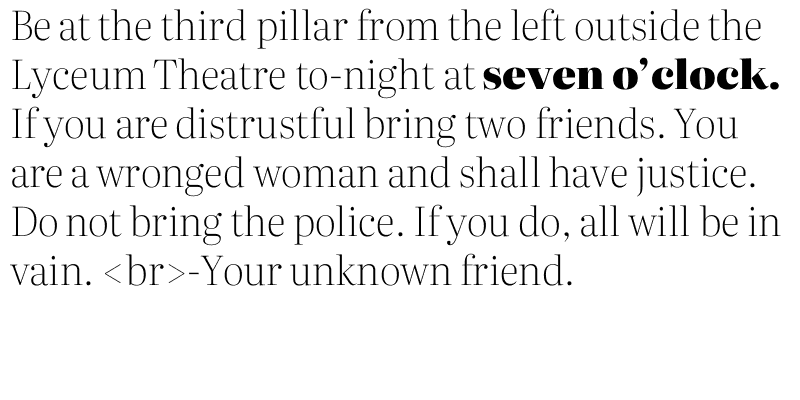 Be at the third pillar from the left outside the
Lyceum Theatre to-night at seven o’clock.
If you are distrustful bring two friends. You
are a wronged woman and shall have justice.
Do not bring the police. If you do, all will be in
vain. <br>-Your unknown friend.